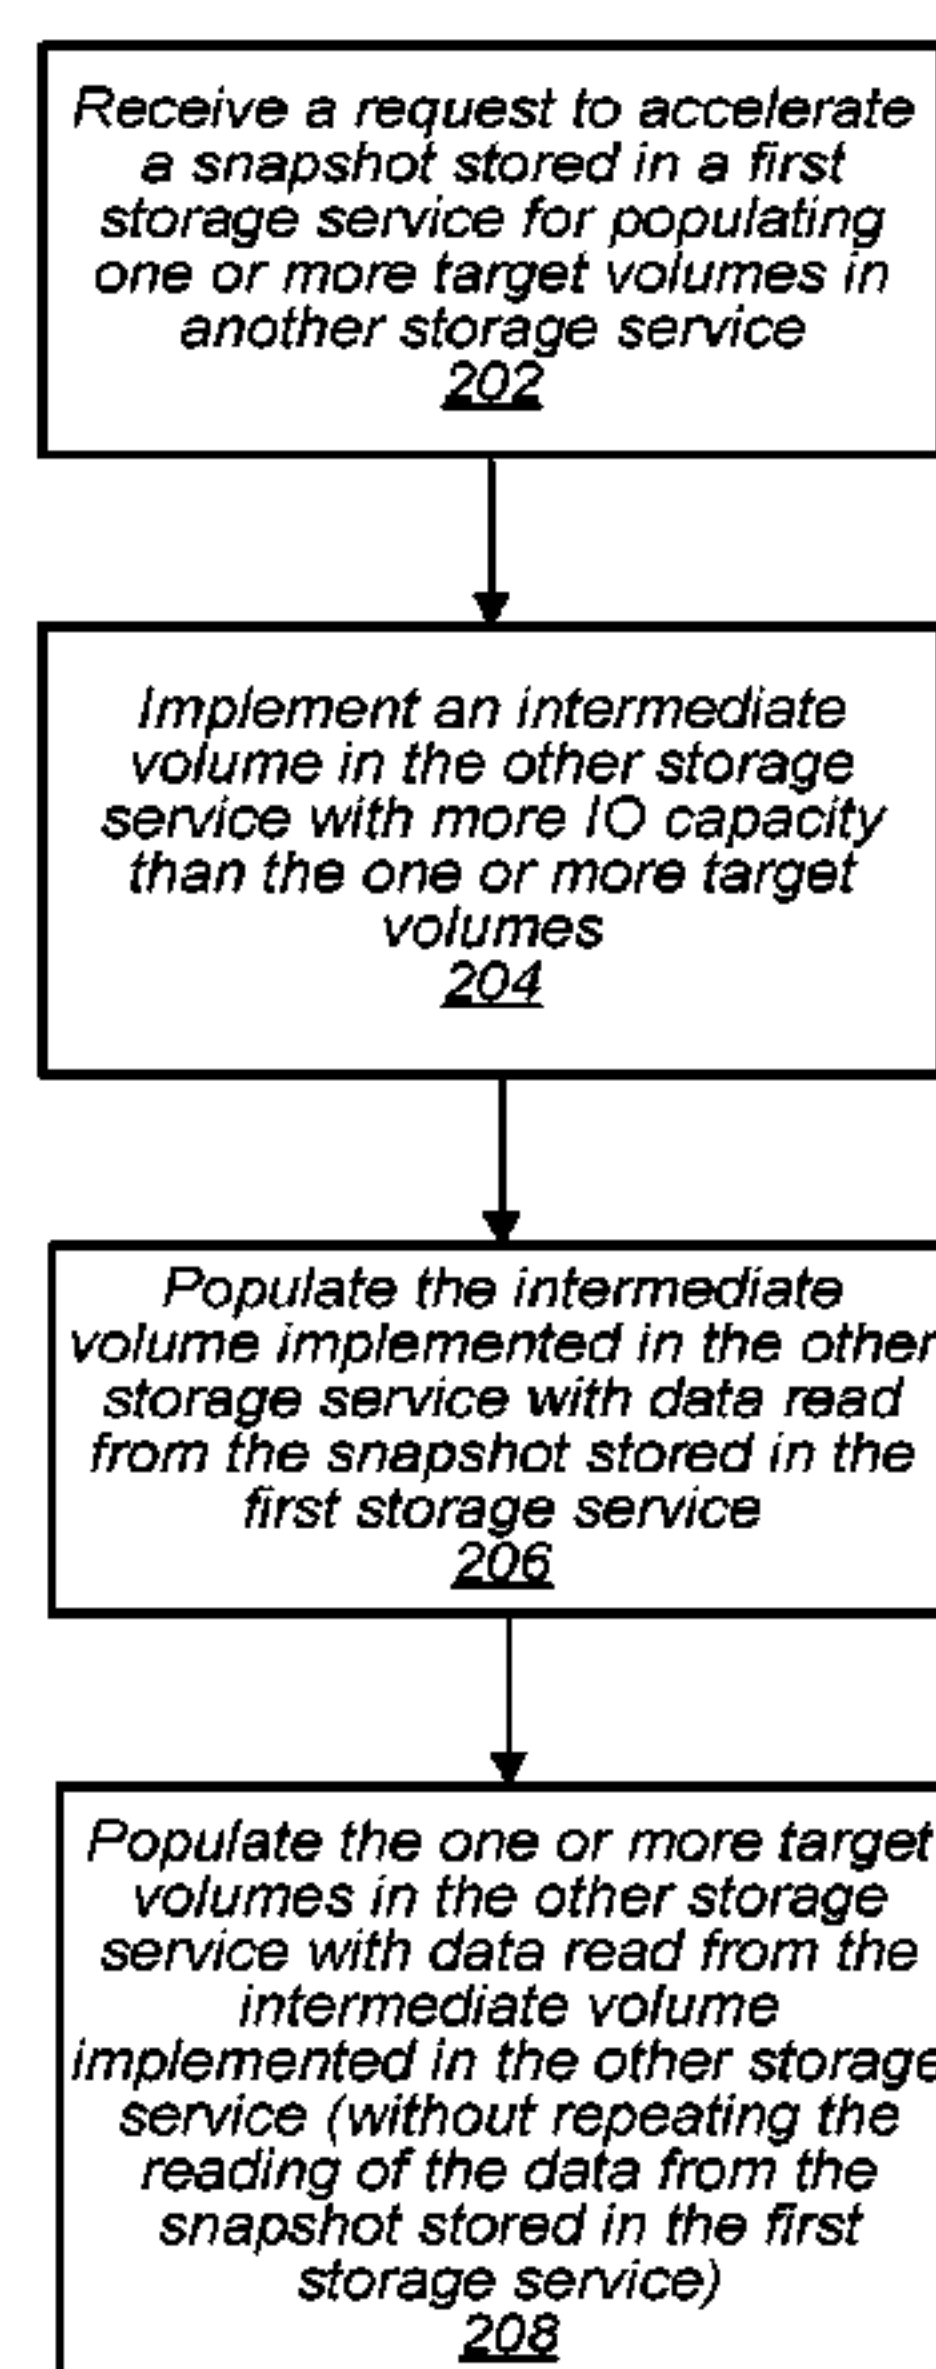 Receive a request to accelerate
a snapshot stored in a first
storage service for populating
one or more target volumes in
another storage service
202
Implement an intermediate
volume in the other storage
service with more IO capacity
than the one or more target
volumes
204
Populate the intermediate
volume implemented in the other
storage service with data read
from the snapshot stored in the
first storage service
206
Populate the one or more target
volumes in the other storage
service with data read from the
intermediate volume
implemented in the other storage
service (without repeating the
reading of the data from the
snapshot stored in the first
storage service)
208